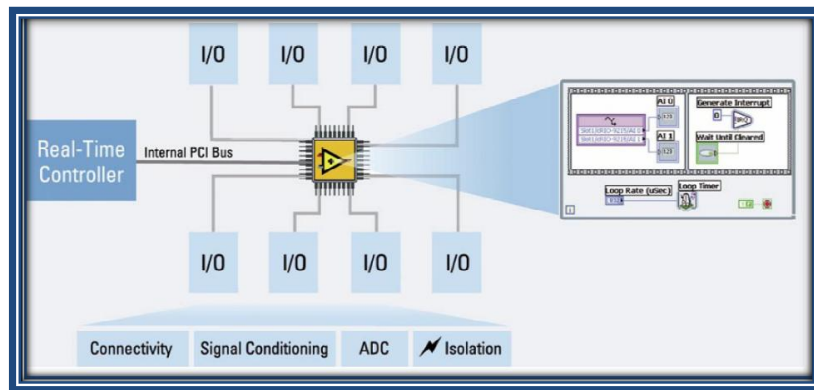 I/O
I/O
I/O
I/O
Real-Time
Controller
Internal PCI Bus
AI 0
AI 1
Generate Interrupt
Wait Until Cleared
Loop Rate (uSec)
Loop Timer
I/O
I/O
I/O
I/O
Connectivity
Signal Conditioning
ADC
Isolation